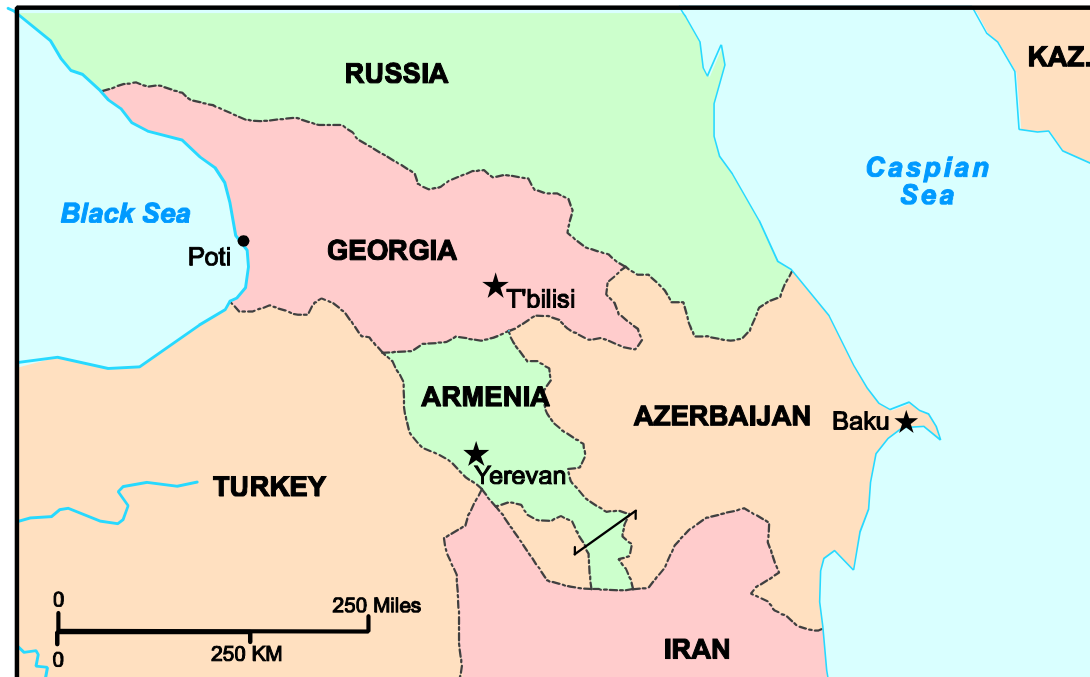 KAZ.
RUSSIA
Caspian
Sea
Black Sea
Poti
GEORGIA
T'bilisi
ARMENIA
AZERBAIJAN
Baku
Yerevan
TURKEY
0
250 Miles
0
250 KM
IRAN